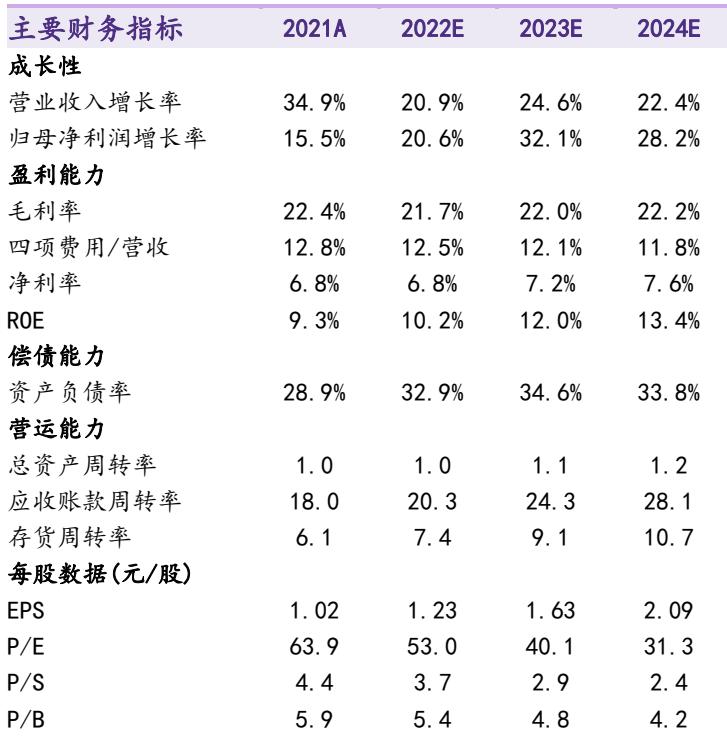 主要财务指标 2021A 2022E 2023E 2024E
成长性
营业收入增长率 34.9% 20.9% 24.6% 22.4%
归母净利润增长率 15.5% 20.6% 32.1% 28.2%
盈利能力
毛利率 22.4% 21.7% 22.0% 22.2%
四项费用/营收 12.8% 12.5% 12.1% 11.8%
净利率 6.8% 6.8% 7.2% 7.6%
ROE 9.3% 10.2% 12.0% 13.4%
偿债能力
资产负债率 28.9% 32.9% 34.6% 33.8%
营运能力
总资产周转率 1.0 1.0 1.1 1.2
应收账款周转率 18.0 20.3 24.3 28.1
存货周转率 6.1 7.4 9.1 10.7
每股数据(元/股)
EPS 1.02 1.23 1.63 2.09
P/E 63.9 53.0 40.1 31.3
P/S 4.4 3.7 2.9 2.4
P/B 5.9 5.4 4.8 4.2